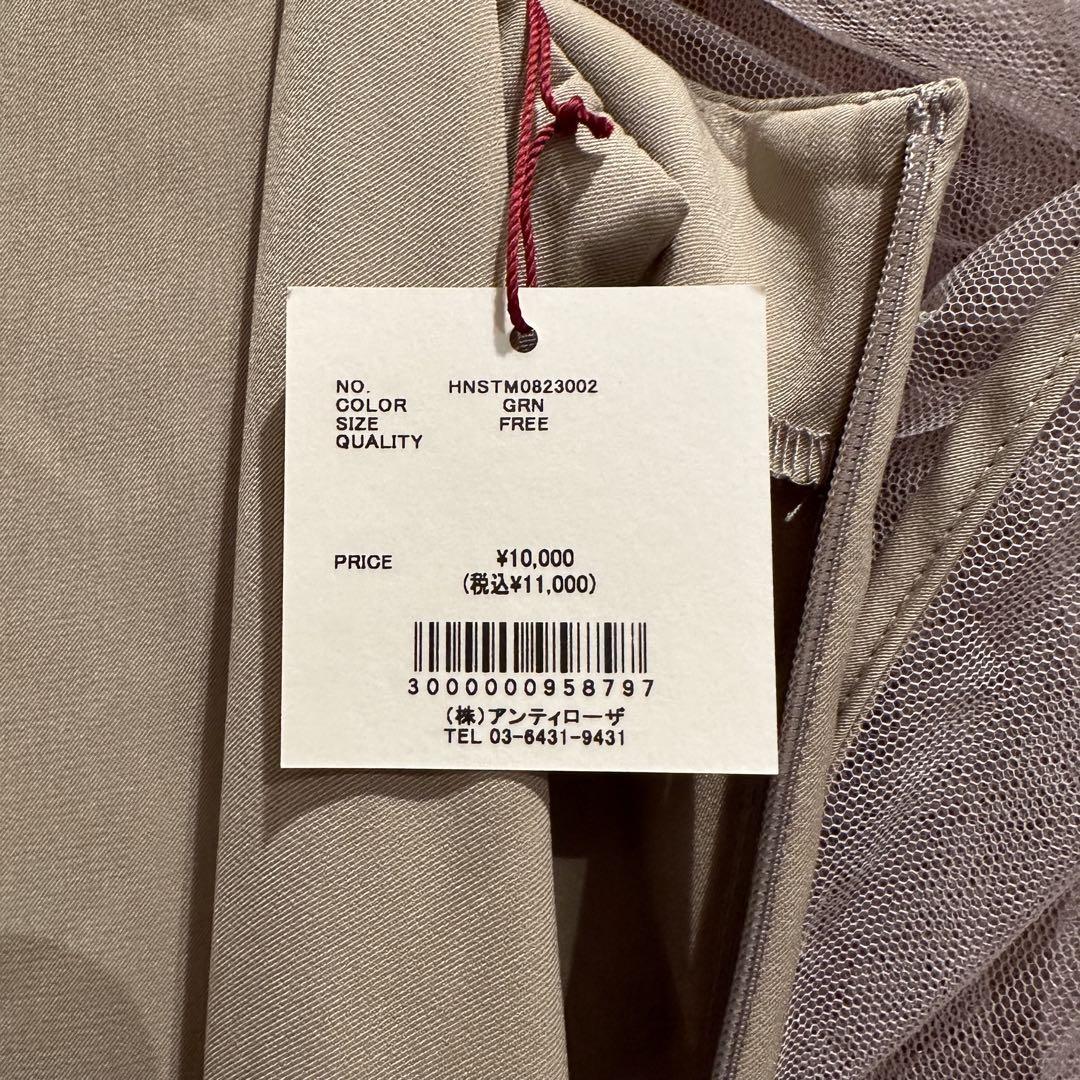 NO. HNSTM0823002
COLOR GRN
SIZE FREE
QUALITY
PRICE ¥10,000
(税込¥11,000)
3000000958797
(株)アンティローザ
TEL 03-6431-9431